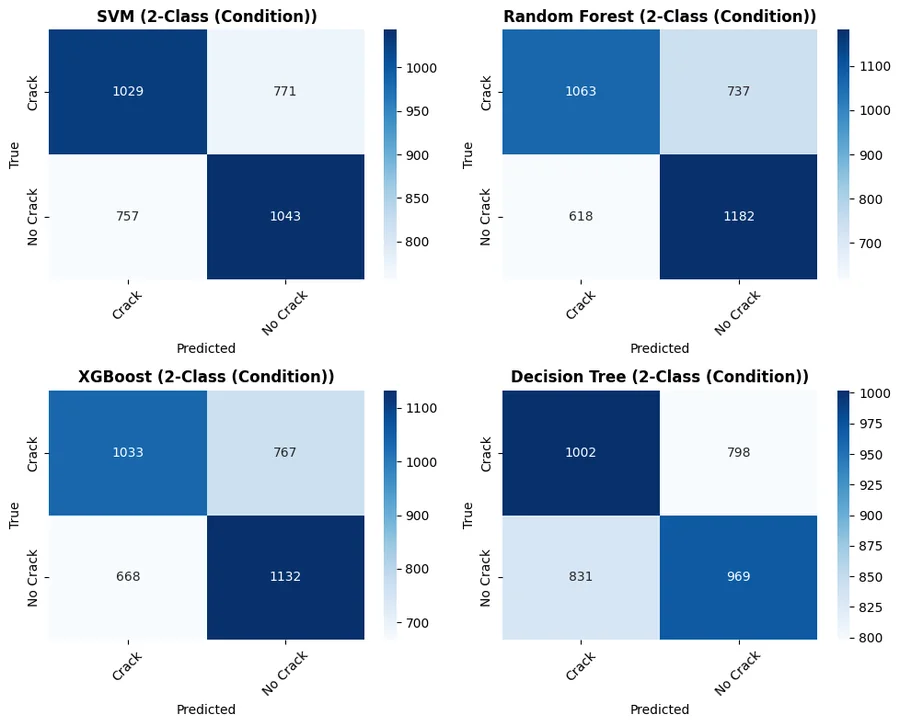 SVM (2-Class (Condition))
True
Crack
No Crack
1029
771
757
1043
1000
950
900
850
800
Crack
No Crack
Predicted
Random Forest (2-Class (Condition))
True
Crack
No Crack
1063
737
618
1182
1100
1000
900
800
700
Crack
No Crack
Predicted
XGBoost (2-Class (Condition))
True
Crack
No Crack
1033
767
668
1132
1100
1000
900
800
700
Crack
No Crack
Predicted
Decision Tree (2-Class (Condition))
True
Crack
No Crack
1002
798
831
969
1000
975
950
925
900
875
850
825
800
Crack
No Crack
Predicted